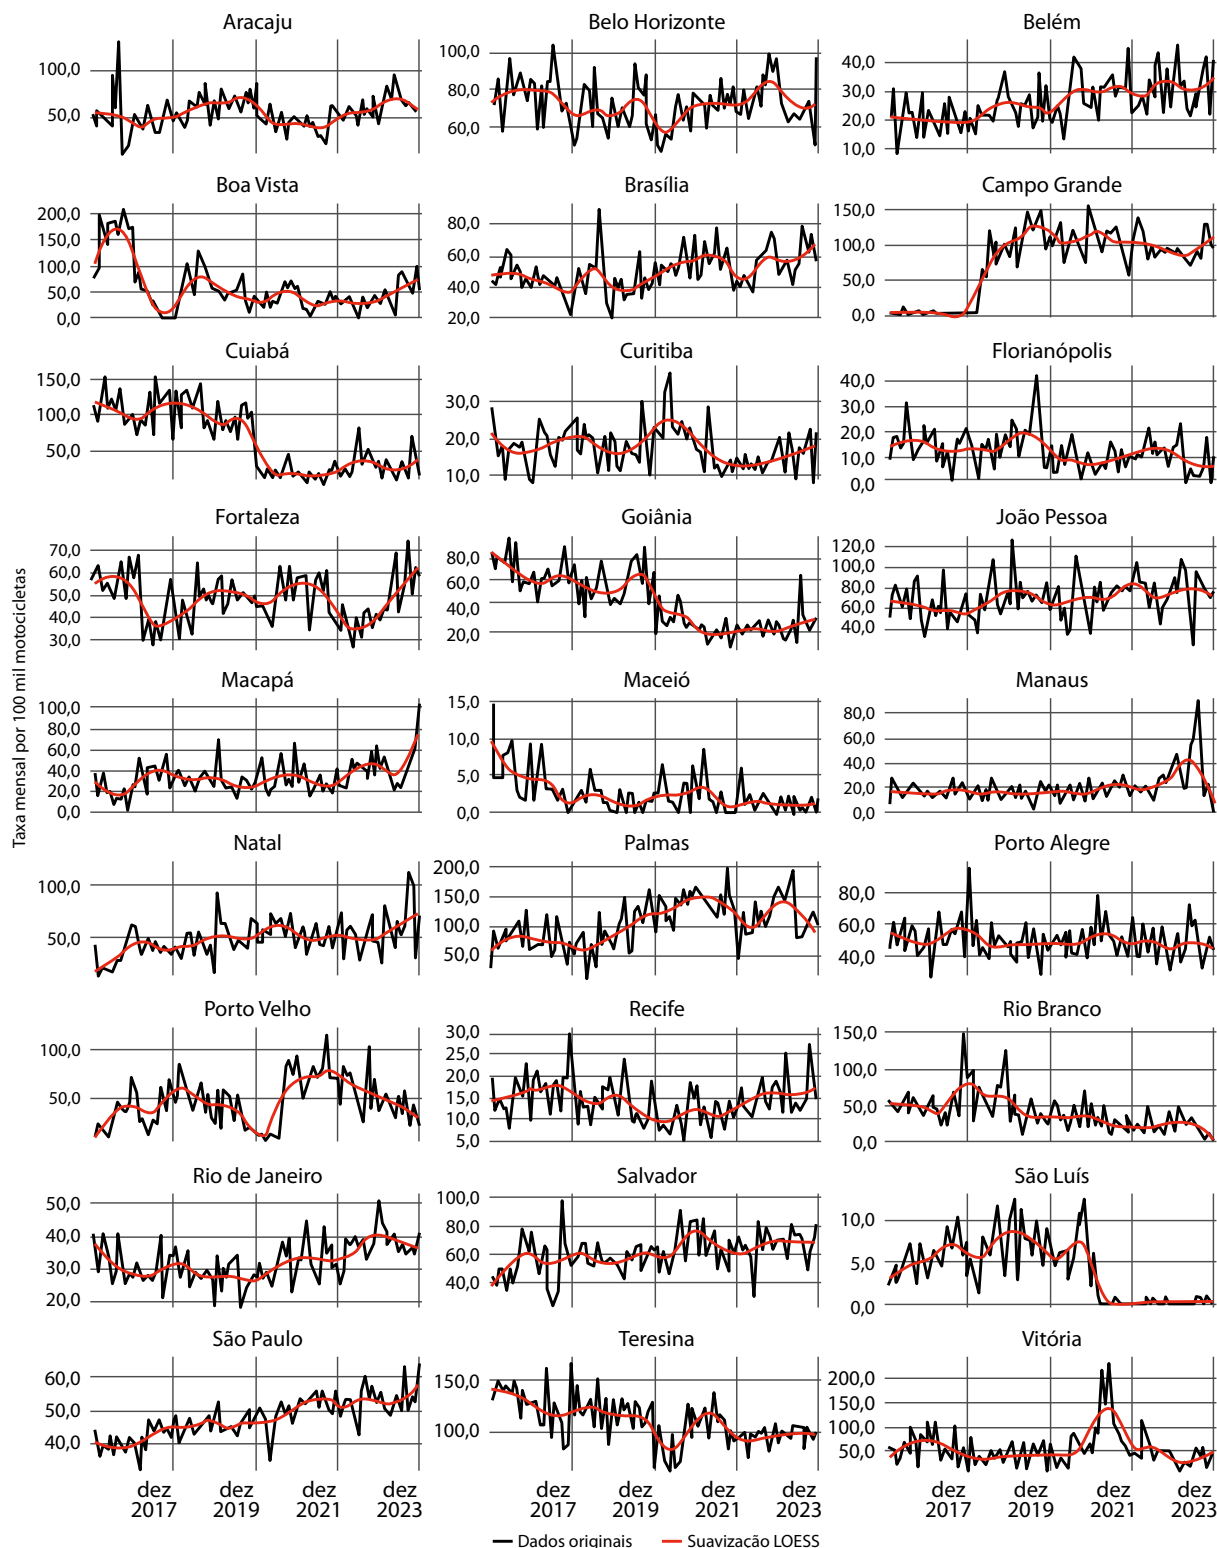 Aracaju
Belo Horizonte
Belém
100,0
50,0
100,0
80,0
60,0
40,0
30,0
20,0
10,0
Boa Vista
Brasília
Campo Grande
200,0
150,0
100,0
50,0
0,0
80,0
60,0
40,0
20,0
150,0
100,0
50,0
0,0
Cuiabá
Curitiba
Florianópolis
150,0
100,0
50,0
30,0
20,0
10,0
40,0
30,0
20,0
10,0
0,0
Fortaleza
Goiânia
João Pessoa
70,0
60,0
50,0
40,0
30,0
80,0
60,0
40,0
20,0
120,0
100,0
80,0
60,0
40,0
Taxa mensal por 100 mil motocicletas
Macapá
Maceió
Manaus
100,0
80,0
60,0
40,0
20,0
0,0
15,0
10,0
5,0
0,0
80,0
60,0
40,0
20,0
0,0
Natal
Palmas
Porto Alegre
100,0
50,0
200,0
150,0
100,0
50,0
80,0
60,0
40,0
Porto Velho
Recife
Rio Branco
100,0
50,0
30,0
25,0
20,0
15,0
10,0
5,0
150,0
100,0
50,0
0,0
Rio de Janeiro
Salvador
São Luís
50,0
40,0
30,0
20,0
100,0
80,0
60,0
40,0
10,0
5,0
0,0
São Paulo
Teresina
Vitória
60,0
50,0
40,0
150,0
100,0
200,0
150,0
100,0
50,0
dez 2017
dez 2019
dez 2021
dez 2023
dez 2017
dez 2019
dez 2021
dez 2023
dez 2017
dez 2019
dez 2021
dez 2023
Dados originais
Suavização LOESS